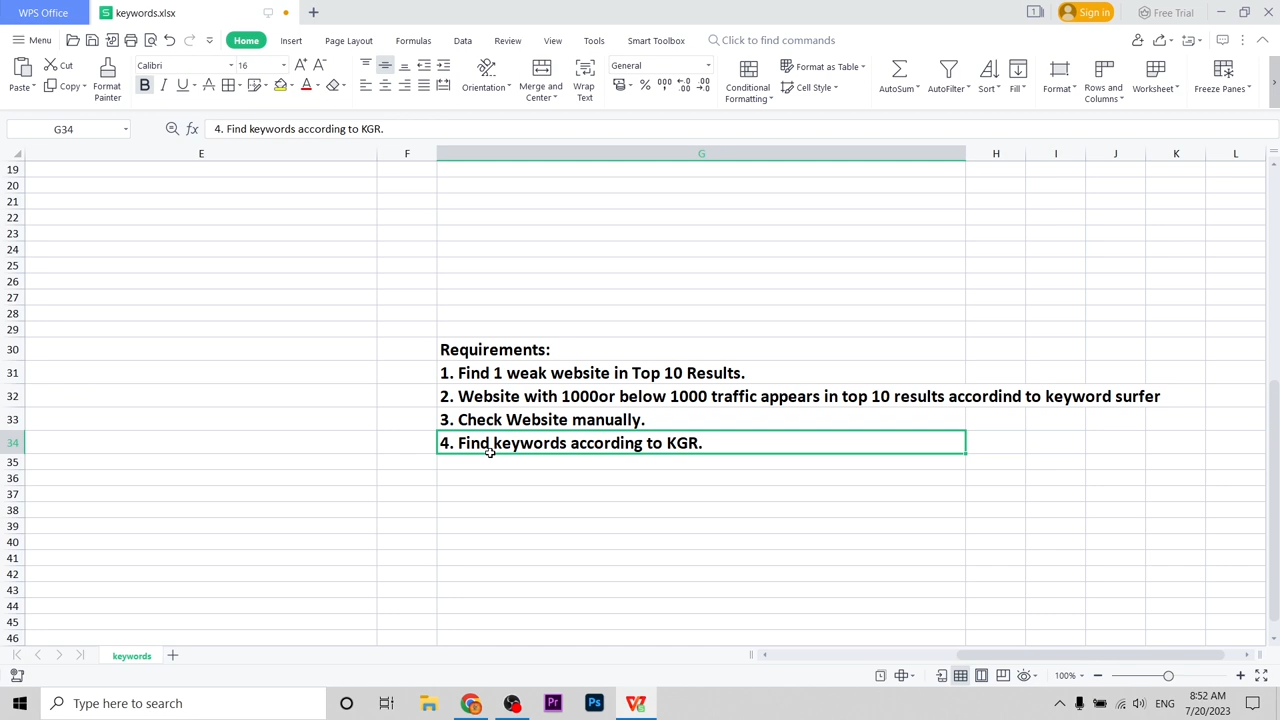 WPS Office
keywords.xlsx
Sign in
Free Trial
Menu
Home
Insert
Page Layout
Formulas
Data
Review
View
Tools
Smart Toolbox
Click to find commands
Paste
Cut
Copy
Format Painter
Calibri
16
Orientation
Merge and Center
Wrap Text
General
Conditional Formatting
Format as Table
Cell Style
AutoSum
AutoFilter
Sort
Fill
Format
Rows and Columns
Worksheet
Freeze Panes
G34
4. Find keywords according to KGR.
E F G H I J K L
19
20
21
22
23
24
25
26
27
28
29
30 Requirements:
31 1. Find 1 weak website in Top 10 Results.
32 2. Website with 1000or below 1000 traffic appears in top 10 results accordind to keyword surfer
33 3. Check Website manually.
34 4. Find keywords according to KGR.
35
36
37
38
39
40
41
42
43
44
45
46
keywords
100%
Type here to search
Pr
Ps
ENG
8:52 AM
7/20/2023